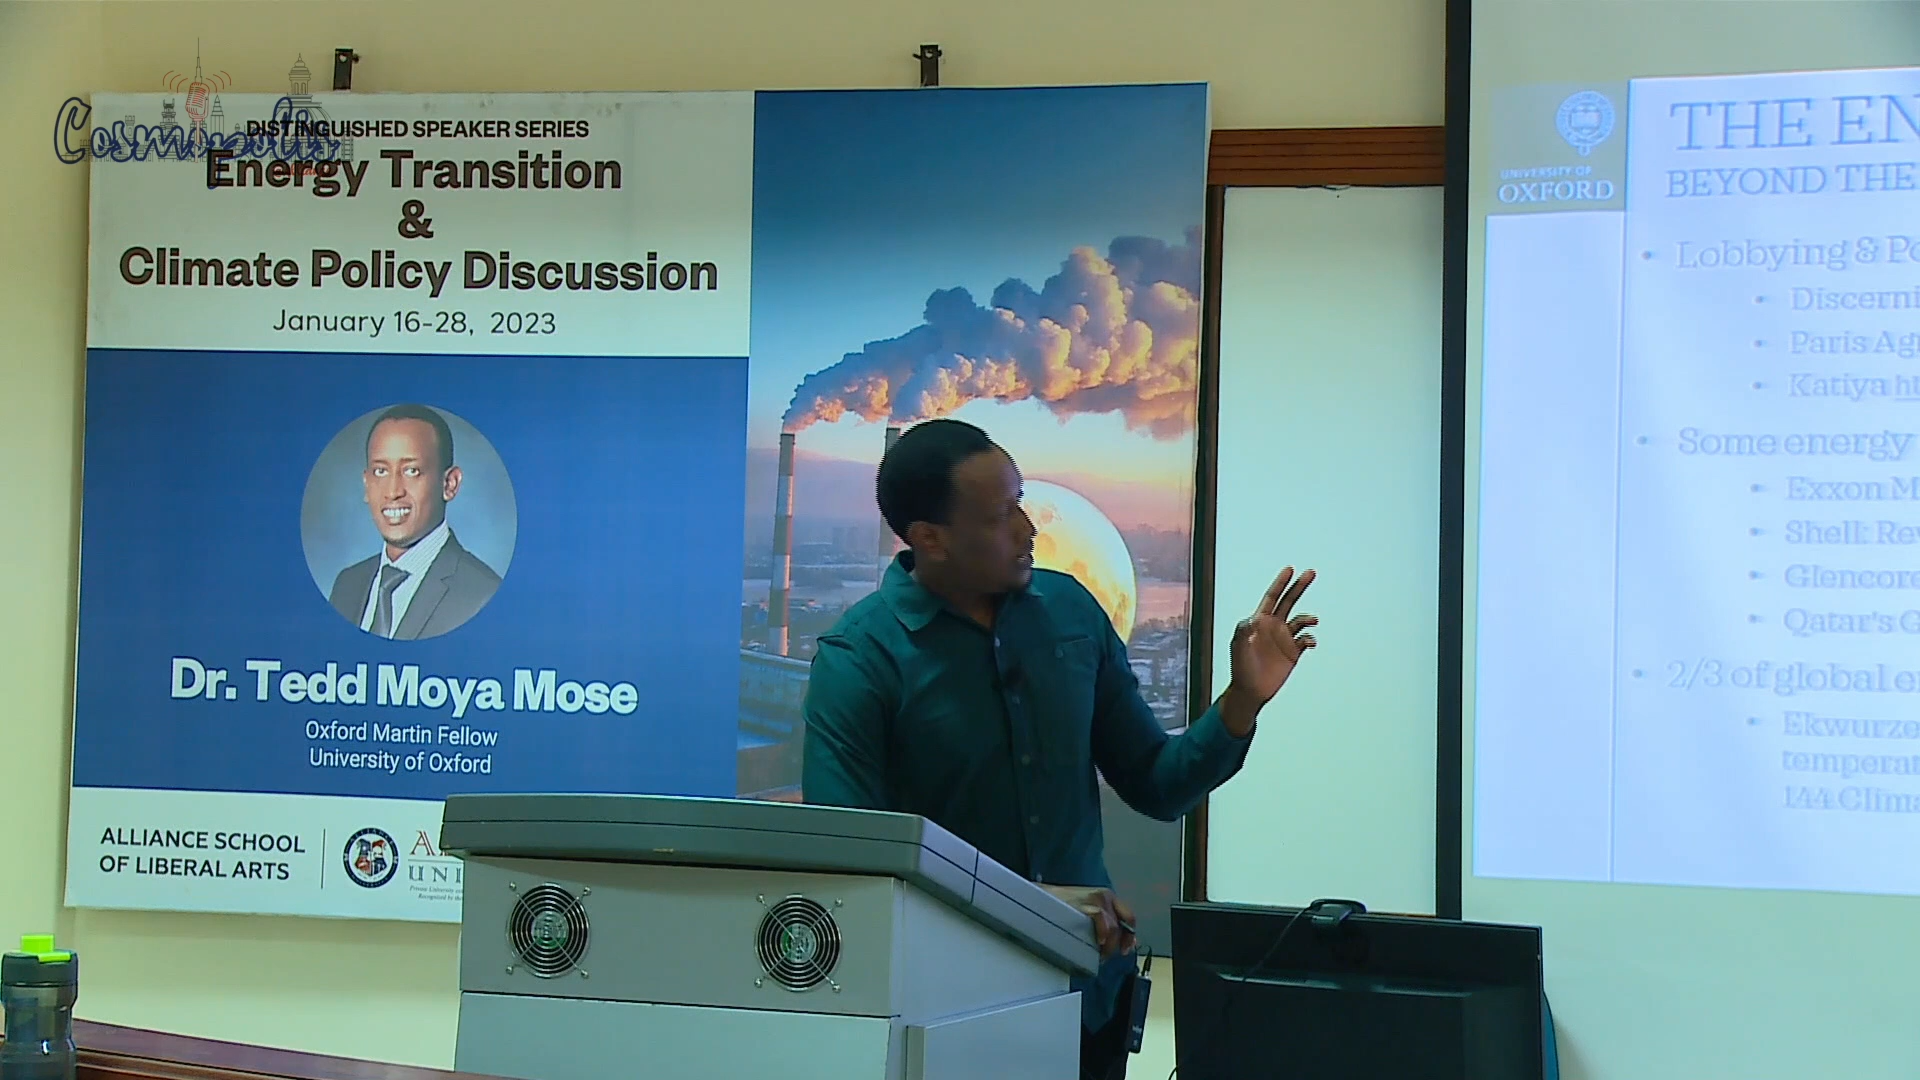 Cosmopolis
DISTINGUISHED SPEAKER SERIES
Energy Transition
&
Climate Policy Discussion
January 16-28, 2023
Dr. Tedd Moya Mose
Oxford Martin Fellow
University of Oxford
ALLIANCE SCHOOL
OF LIBERAL ARTS
UNIVERSITY OF
OXFORD
THE EN
BEYOND THE
• Lobbying & Po
• Discerni
• Paris Ag
• Katiya
• Some energy
• Exxon M
• Shell: Rev
• Glencore
• Qatar's G
• 2/3 of global e
• Ekwurze
temperat
144 Clima